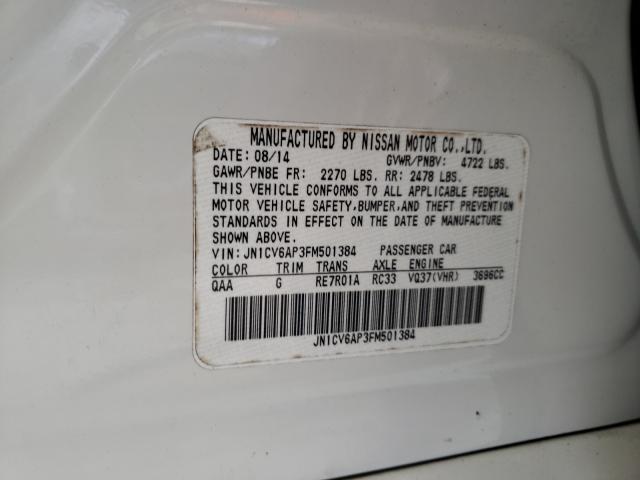 MANUFACTURED BY NISSAN MOTOR CO.,LTD.
DATE: 08/14 GVWR/PNBV: 4722 LBS.
GAWR/PNBE FR: 2270 LBS. RR: 2478 LBS.
THIS VEHICLE CONFORMS TO ALL APPLICABLE FEDERAL
MOTOR VEHICLE SAFETY,BUMPER,AND THEFT PREVENTION
STANDARDS IN EFFECT ON THE DATE OF MANUFACTURE
SHOWN ABOVE.
VIN: JN1CV6AP3FM501384 PASSENGER CAR
COLOR TRIM TRANS AXLE ENGINE
QAA G RE7R01A RC33 VQ37(VHR) 3696CC
JN1CV6AP3FM501384